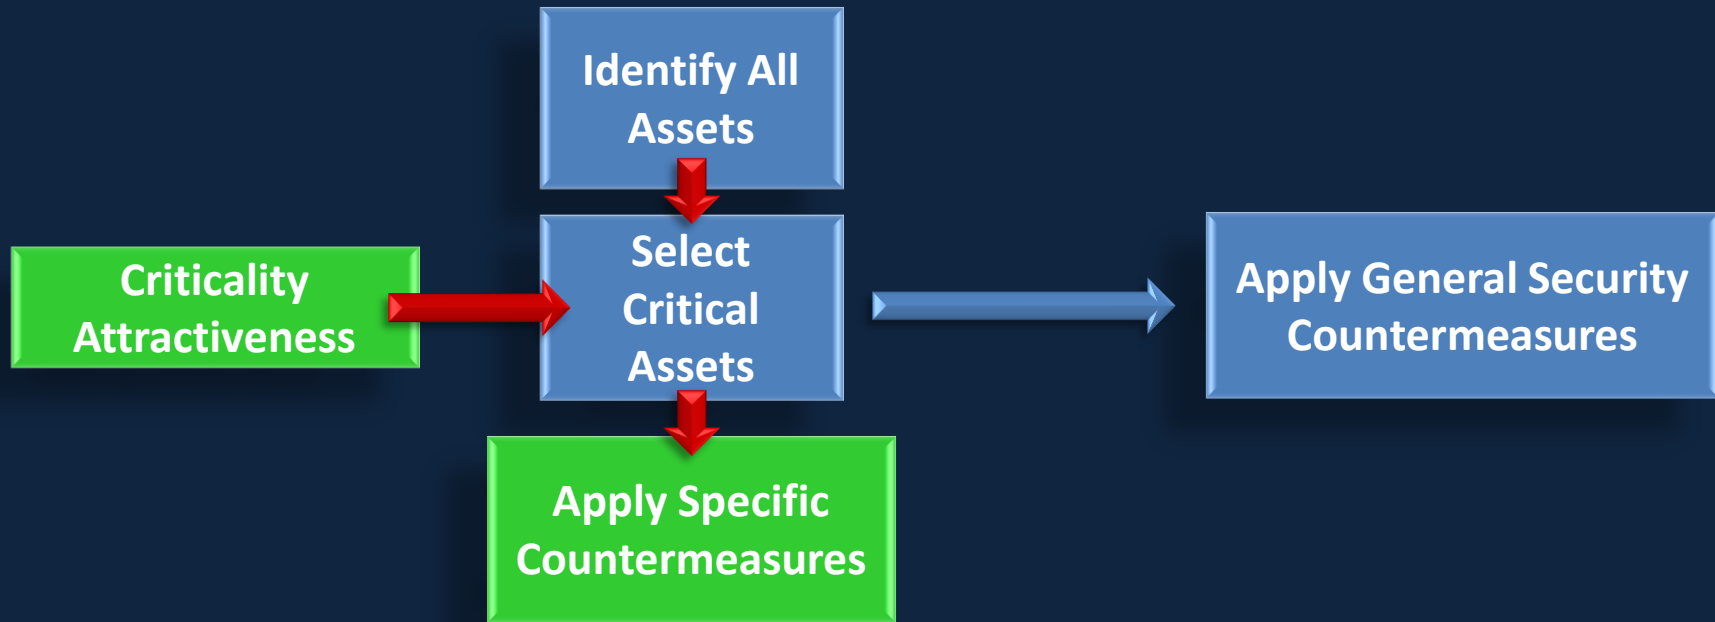 Identify All
Assets
Criticality
Attractiveness
Select
Critical
Assets
Apply General Security
Countermeasures
Apply Specific
Countermeasures